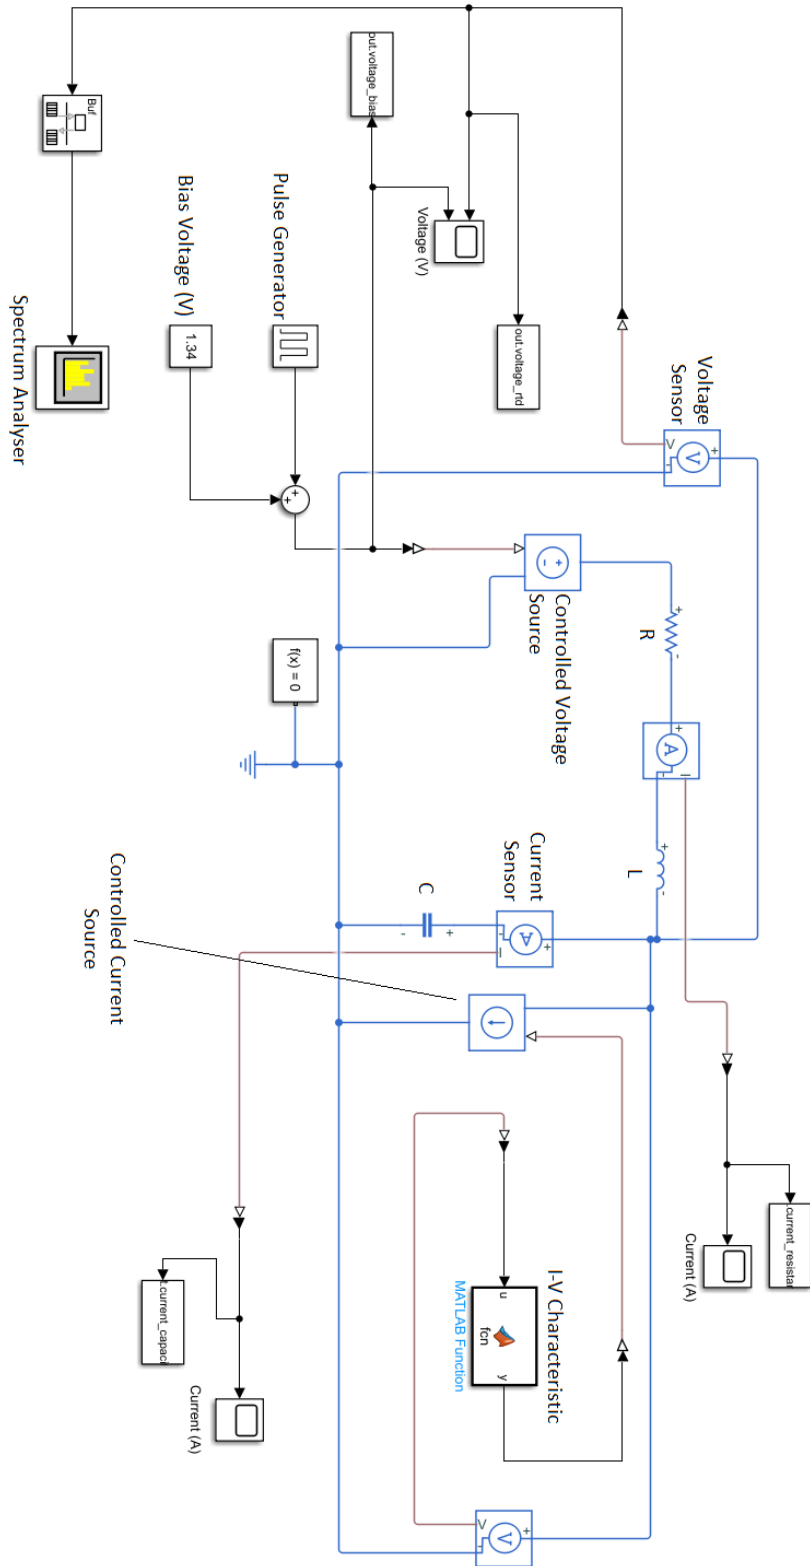 out.voltage_bias
Buf
Pulse Generator
Bias Voltage (V)
1.34
Spectrum Analyser
Voltage (V)
out.voltage_rtd
Voltage
Sensor
V
+
-
V
+
+
+
-
Controlled Voltage
Source
f(x) = 0
+
R
-
+
A
-
I
+
L
-
Current
Sensor
+
A
-
I
C
+
-
Controlled Current
Source
t.current_resistan
Current (A)
I-V Characteristic
u
fcn
y
MATLAB Function
t.current_capaci
Current (A)
+
V
-
V